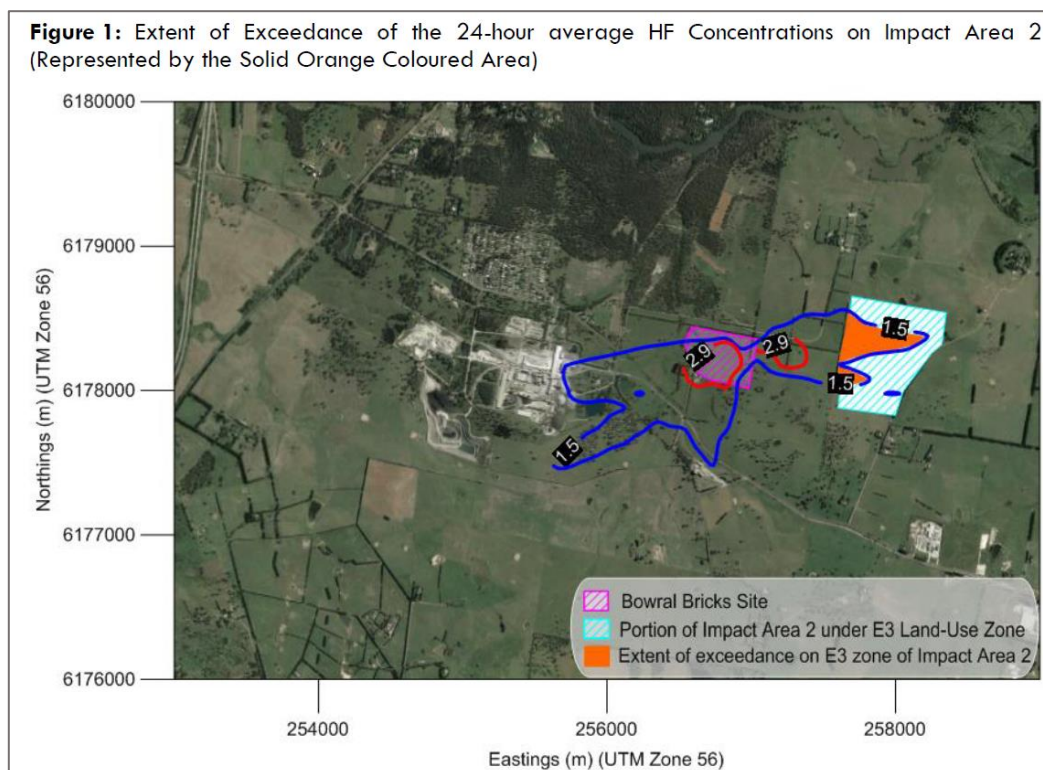 Figure 1: Extent of Exceedance of the 24-hour average HF Concentrations on Impact Area 2
(Represented by the Solid Orange Coloured Area)
6180000
6179000
6178000
6177000
6176000
Northings (m) (UTM Zone 56)
1.5
2.9
2.9
1.5
1.5
Bowral Bricks Site
Portion of Impact Area 2 under E3 Land-Use Zone
Extent of exceedance on E3 zone of Impact Area 2
254000
256000
258000
Eastings (m) (UTM Zone 56)